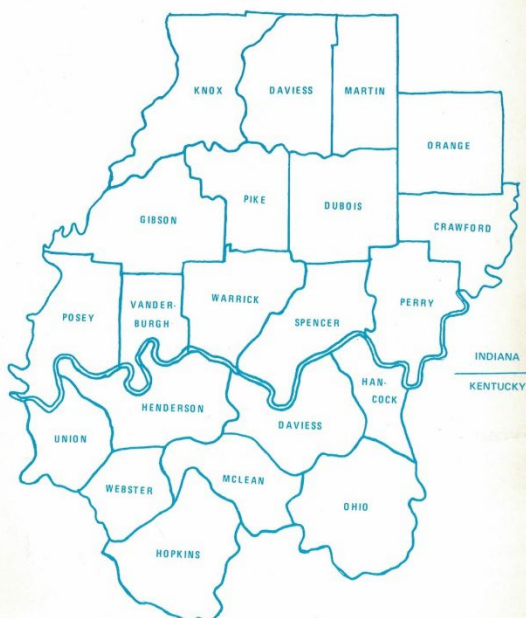 KNOX
DAVIESS
MARTIN
ORANGE
PIKE
DUBOIS
GIBSON
CRAWFORD
WARRICK
PERRY
POSEY
VANDER-
BURGH
SPENCER
INDIANA
KENTUCKY
HAN-
COCK
HENDERSON
DAVIESS
UNION
WEBSTER
MCLEAN
OHIO
HOPKINS